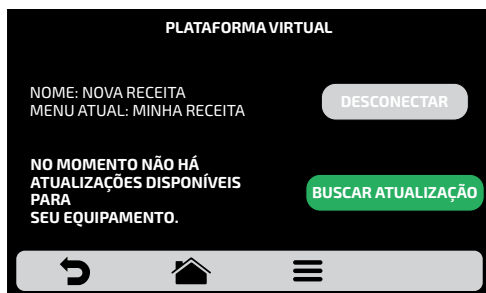 PLATAFORMA VIRTUAL
NOME: NOVA RECEITA
MENU ATUAL: MINHA RECEITA
DESCONECTAR
NO MOMENTO NÃO HÁ
ATUALIZAÇÕES DISPONÍVEIS
PARA
SEU EQUIPAMENTO.
BUSCAR ATUALIZAÇÃO